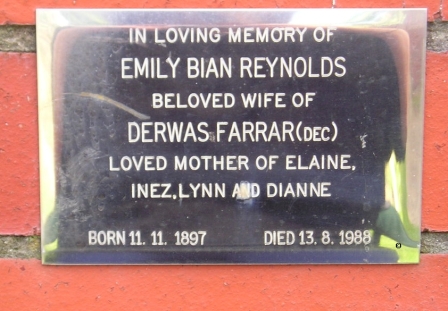 IN LOVING MEMORY OF
EMILY BIAN REYNOLDS
BELOVED WIFE OF
DERWAS FARRAR (DEC)
LOVED MOTHER OF ELAINE,
INEZ, LYNN AND DIANNE
BORN 11. 11. 1897 DIED 13. 8. 1988